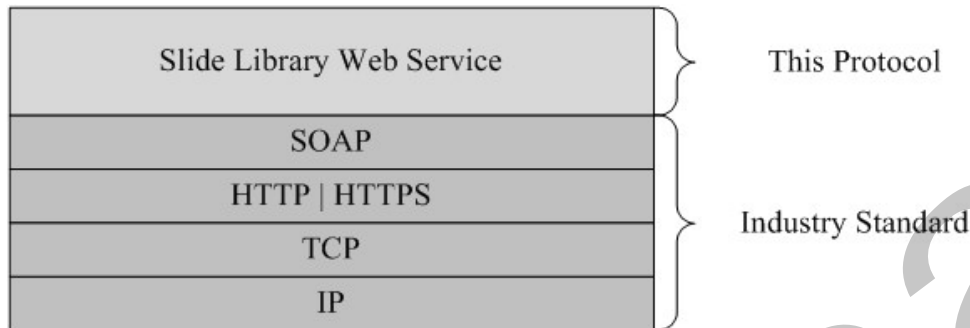 Slide Library Web Service
This Protocol
SOAP
HTTP | HTTPS
Industry Standard
TCP
IP